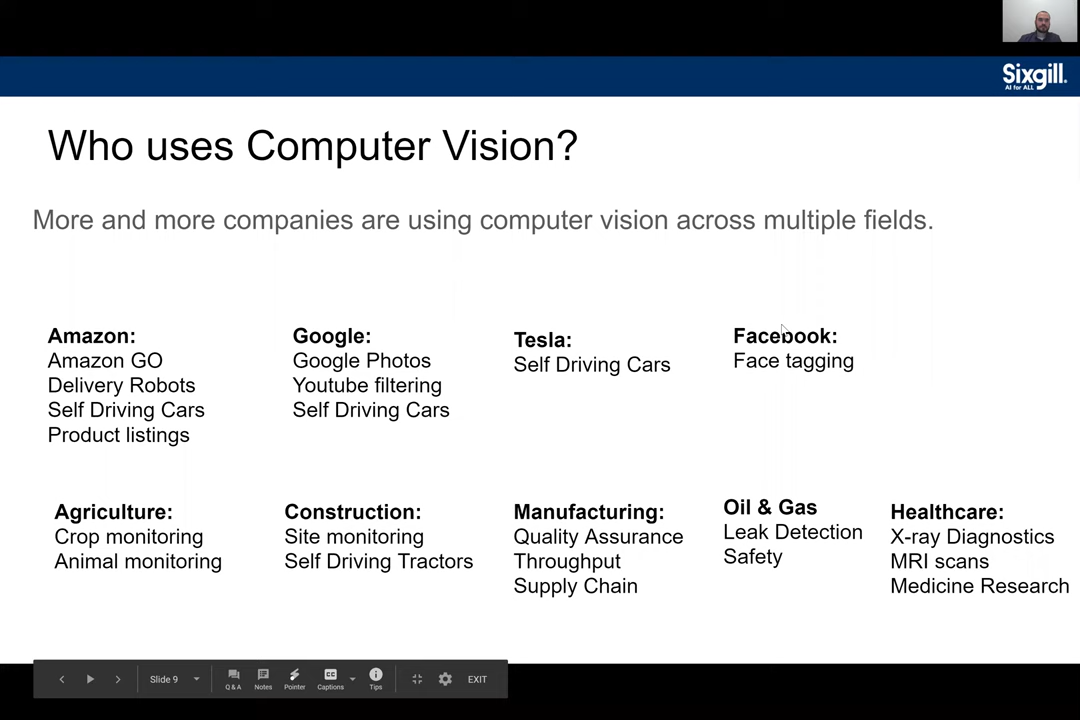 Sixgill.
AI for ALL
Who uses Computer Vision?
More and more companies are using computer vision across multiple fields.
Amazon:
Amazon GO
Delivery Robots
Self Driving Cars
Product listings
Google:
Google Photos
Youtube filtering
Self Driving Cars
Tesla:
Self Driving Cars
Facebook:
Face tagging
Agriculture:
Crop monitoring
Animal monitoring
Construction:
Site monitoring
Self Driving Tractors
Manufacturing:
Quality Assurance
Throughput
Supply Chain
Oil & Gas
Leak Detection
Safety
Healthcare:
X-ray Diagnostics
MRI scans
Medicine Research
Slide 9
Q & A
Notes
Pointer
CC
Captions
Tips
EXIT